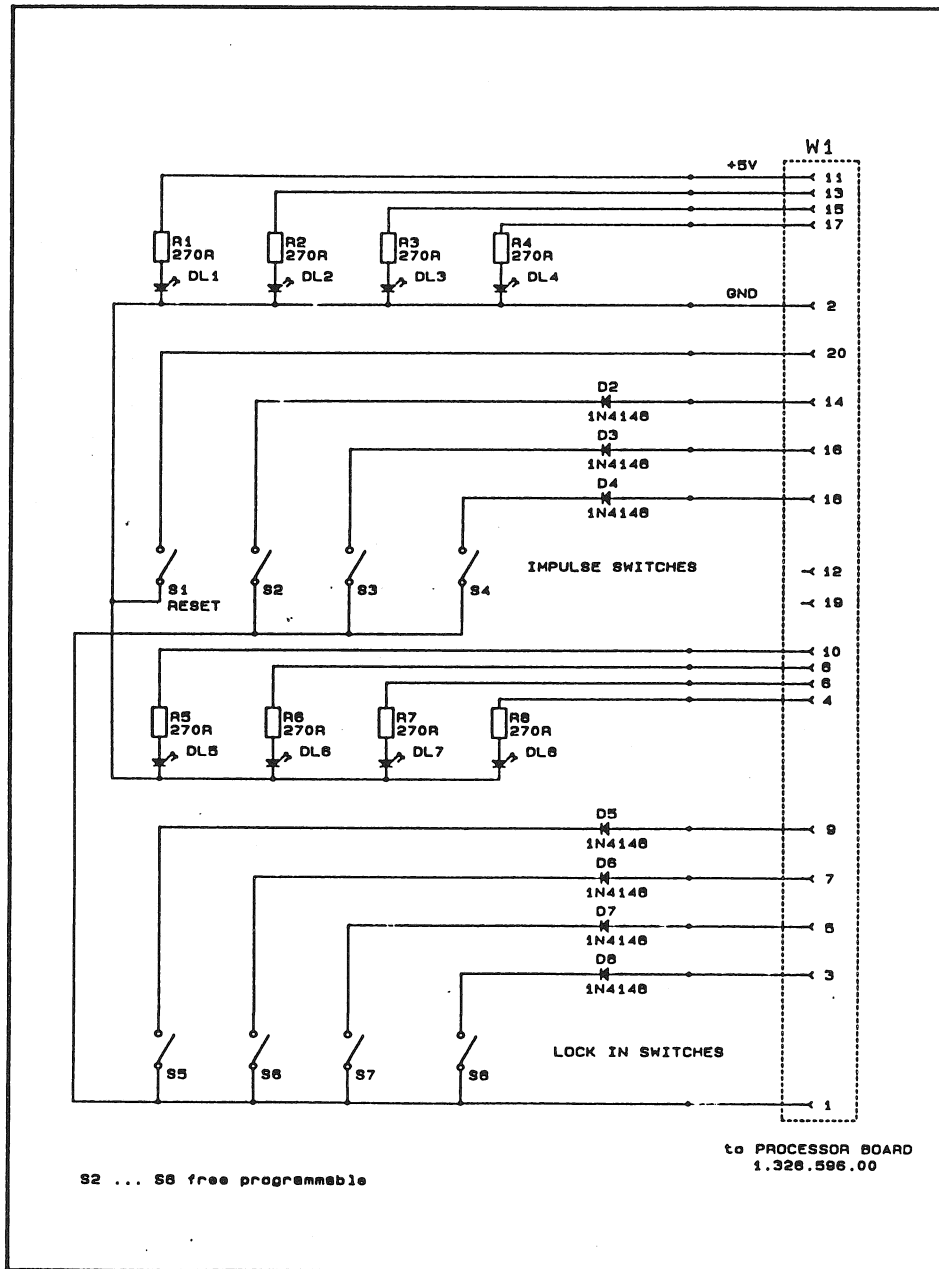 W1
+5V
11
13
15
17
R1
270R
R2
270R
R3
270R
R4
270R
DL1
DL2
DL3
DL4
GND
2
20
D2
1N4148
14
D3
1N4148
16
D4
1N4148
18
S1
RESET
S2
S3
S4
IMPULSE SWITCHES
12
19
10
8
6
4
R5
270R
R6
270R
R7
270R
R8
270R
DL5
DL6
DL7
DL8
D5
1N4148
9
D6
1N4148
7
D7
1N4148
5
D8
1N4148
3
S5
S6
S7
S8
LOCK IN SWITCHES
1
to PROCESSOR BOARD
1.328.596.00
S2 ... S8 free programmable